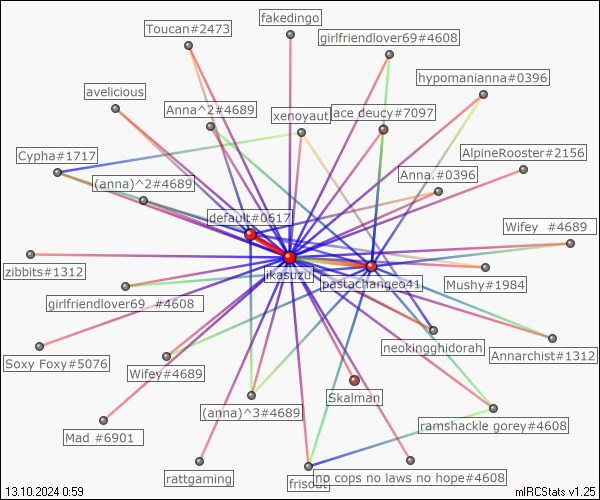 fakedingo
Toucan#2473
girlfriendlover69#4608
hypomanianna#0396
avelicious
Anna^2#4689
xenoyaut
ace deucy#7097
Cypha#1717
AlpineRooster#2156
(anna)^2#4689
Anna.#0396
default#0617
Wifey  #4689
zibbits#1312
ikasuzu
pastachangeo41
Mushy#1984
girlfriendlover69  #4608
neokingghidorah
Annarchist#1312
Soxy Foxy#5076
Wifey#4689
Skalman
(anna)^3#4689
ramshackle gorey#4608
Mad #6901
rattgaming
frisout
no cops no laws no hope#4608
13.10.2024 0:59
mIRCStats v1.25